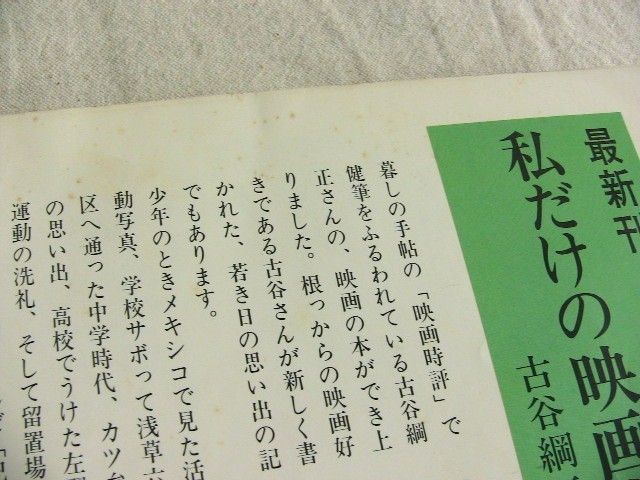 最新刊
私だけの映画
古谷綱
暮しの手帖の「映画時評」で
健筆をふるわれている古谷綱
正さんの、映画の本ができ上
りました。根っからの映画好
きである古谷さんが新しく書
かれた、若き日の思い出の記
でもあります。
少年のときメキシコで見た活
動写真、学校サボって浅草六
区へ通った中学時代、カツ
の思い出、高校でうけた左
運動の洗礼、そして留置場